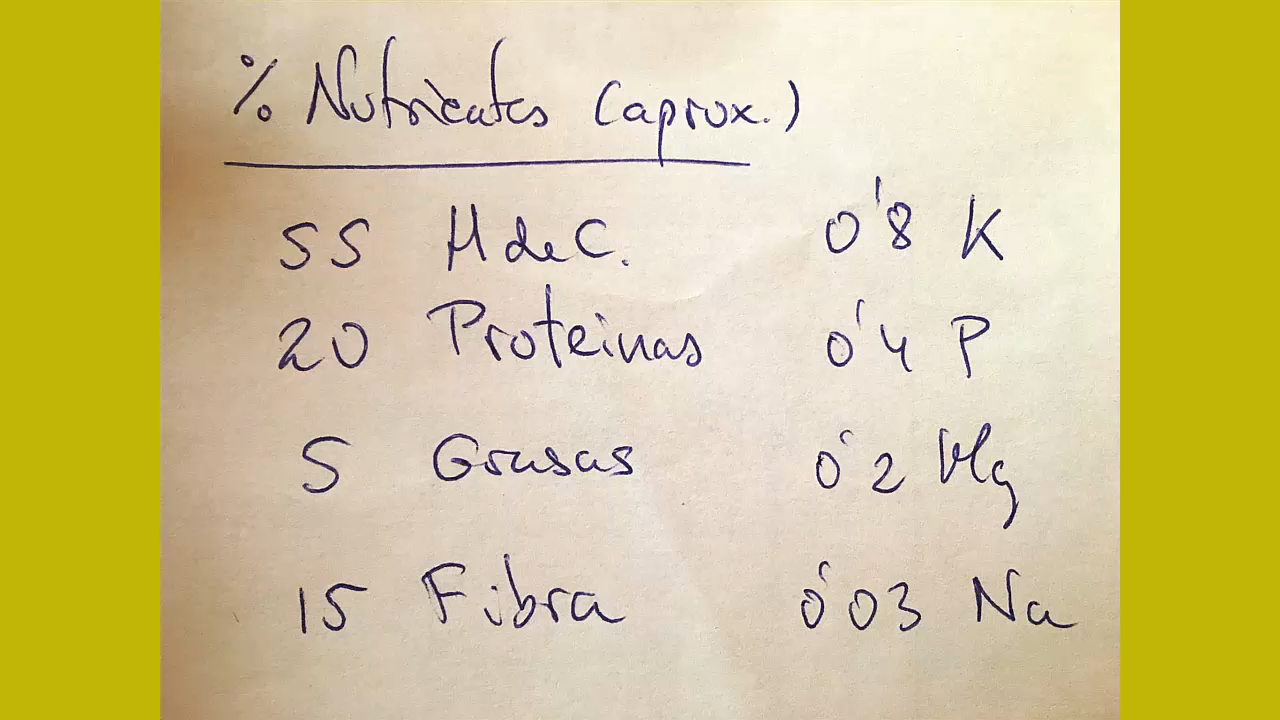 % Nutrientes (aprox.)
55 H de C. 0'8 K
20 Proteinas 0'4 P
5 Grasas 0'2 Mg
15 Fibra 0'03 Na